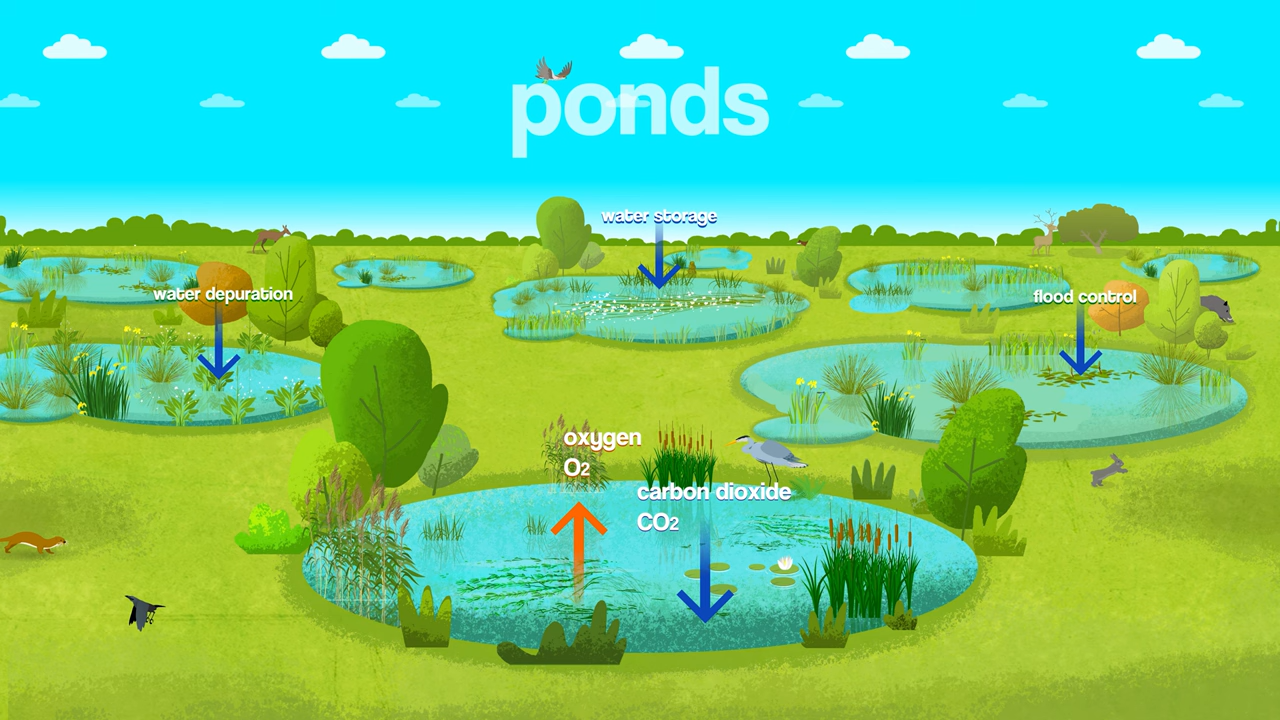 ponds
water storage
water depuration
flood control
oxygen
O2
carbon dioxide
CO2